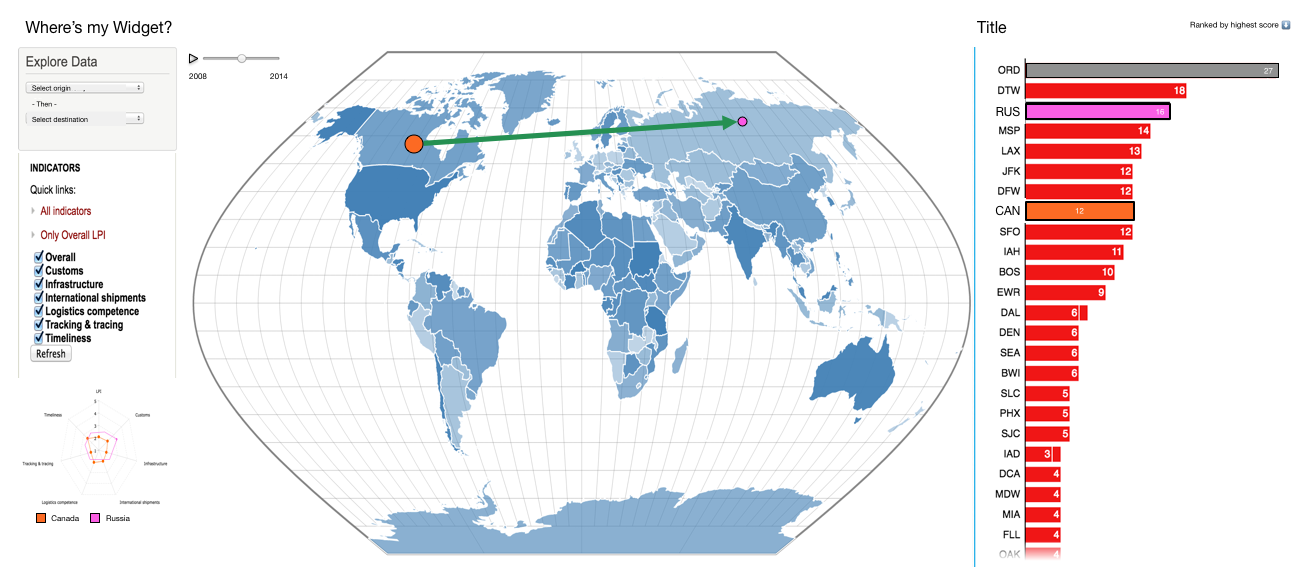 Where's my Widget?
Explore Data
Select origin
- Then -
Select destination
INDICATORS
Quick links:
All indicators
Only Overall LPI
Overall
Customs
Infrastructure
International shipments
Logistics competence
Tracking & tracing
Timeliness
Refresh
LPI
5
4
3
2
1
Timeliness
Customs
Tracking & tracing
Infrastructure
Logistics competence
International shipments
Canada
Russia
2008
2014
Title
Ranked by highest score
ORD 27
DTW 18
RUS 16
MSP 14
LAX 13
JFK 12
DFW 12
CAN 12
SFO 12
IAH 11
BOS 10
EWR 9
DAL 6
DEN 6
SEA 6
BWI 6
SLC 5
PHX 5
SJC 5
IAD 3
DCA 4
MDW 4
MIA 4
FLL 4
OAK 4